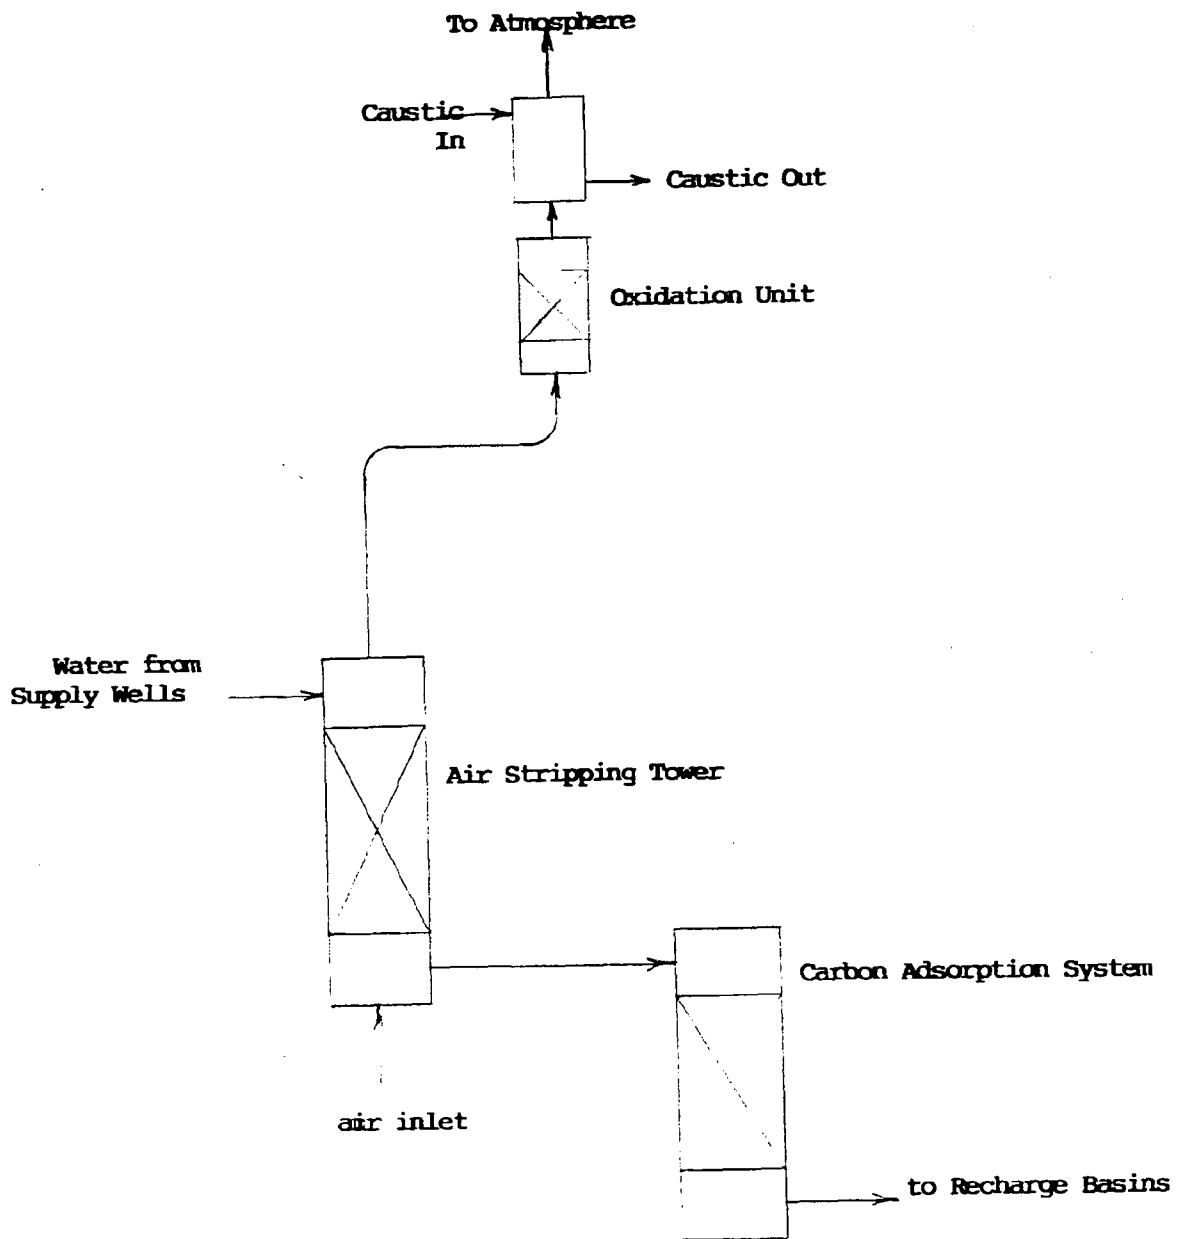 To Atmosphere
Caustic
In
Caustic Out
Oxidation Unit
Water from
Supply Wells
Air Stripping Tower
Carbon Adsorption System
air inlet
to Recharge Basins